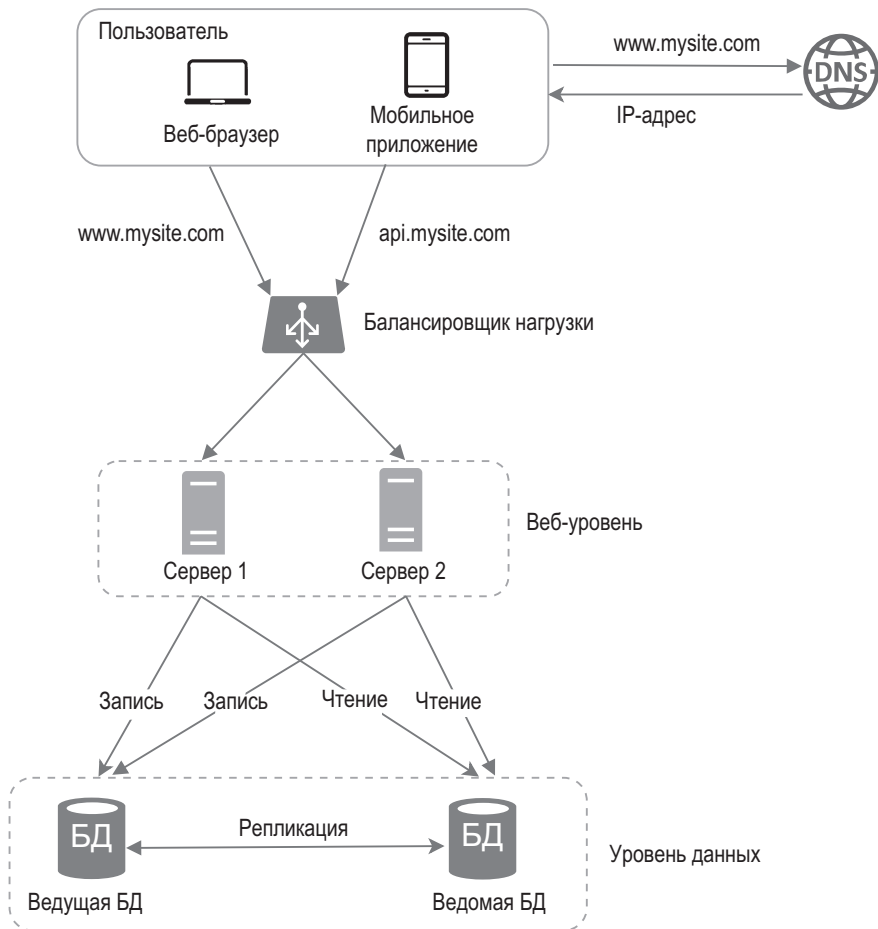 Пользователь
www.mysite.com
DNS
Веб-браузер
Мобильное
приложение
IP-адрес
www.mysite.com
api.mysite.com
Балансировщик нагрузки
Веб-уровень
Сервер 1
Сервер 2
Запись
Запись
Чтение
Чтение
БД
Репликация
БД
Уровень данных
Ведущая БД
Ведомая БД